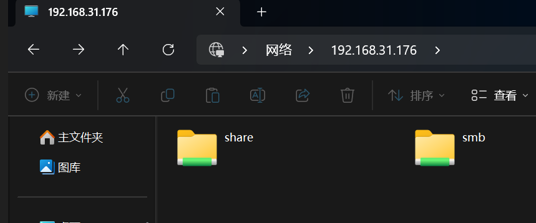 192.168.31.176
网络 192.168.31.176
新建 排序 查看
主文件夹 share smb
图库